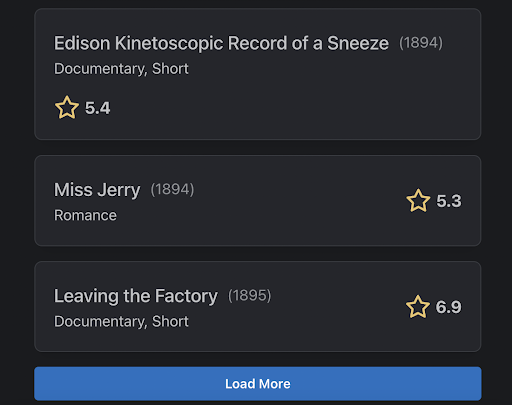 Edison Kinetoscopic Record of a Sneeze (1894)
Documentary, Short
5.4
Miss Jerry (1894)
Romance
5.3
Leaving the Factory (1895)
Documentary, Short
6.9
Load More